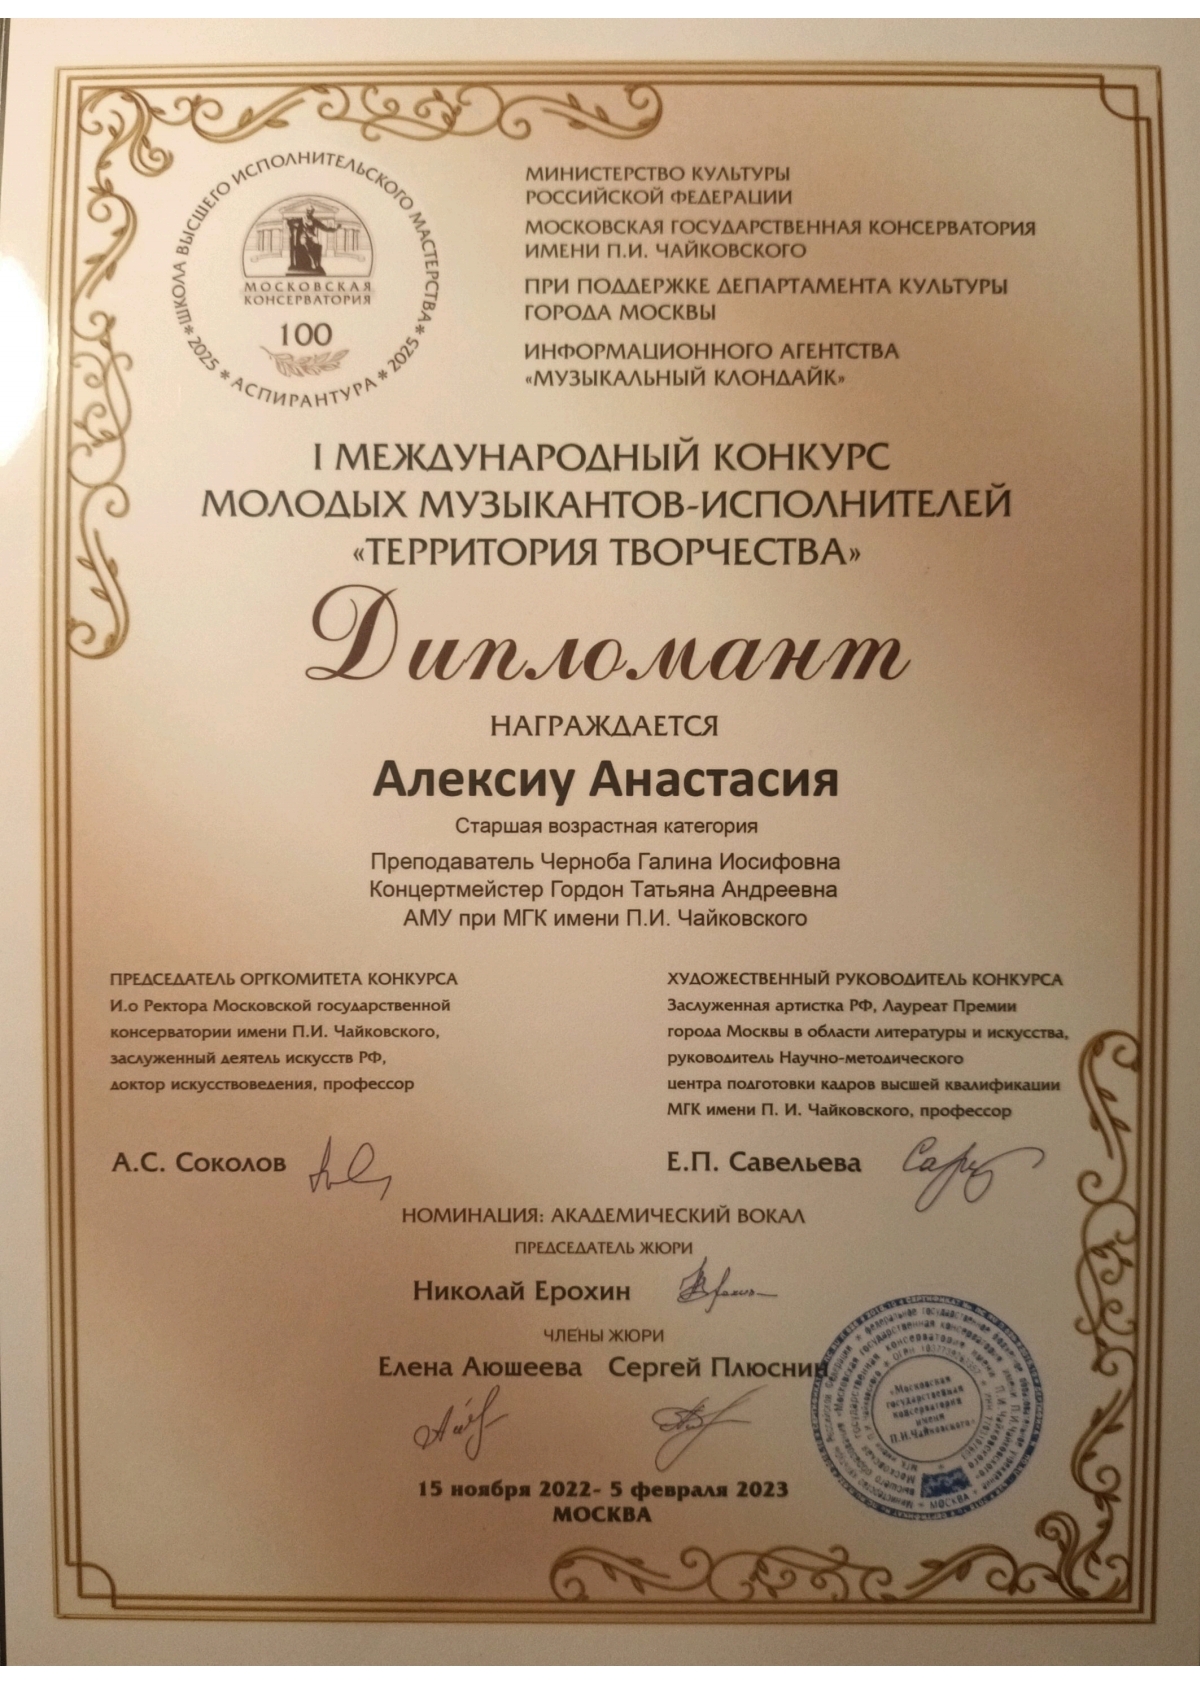 ШКОЛА ВЫСШЕГО ИСПОЛНИТЕЛЬСКОГО МАСТЕРСТВА
МОСКОВСКАЯ
КОНСЕРВАТОРИЯ
100
* 2025 * АСПИРАНТУРА * 2025 *
МИНИСТЕРСТВО КУЛЬТУРЫ
РОССИЙСКОЙ ФЕДЕРАЦИИ
МОСКОВСКАЯ ГОСУДАРСТВЕННАЯ КОНСЕРВАТОРИЯ
ИМЕНИ П.И. ЧАЙКОВСКОГО
ПРИ ПОДДЕРЖКЕ ДЕПАРТАМЕНТА КУЛЬТУРЫ
ГОРОДА МОСКВЫ
ИНФОРМАЦИОННОГО АГЕНТСТВА
«МУЗЫКАЛЬНЫЙ КЛОНДАЙК»
I МЕЖДУНАРОДНЫЙ КОНКУРС
МОЛОДЫХ МУЗЫКАНТОВ-ИСПОЛНИТЕЛЕЙ
«ТЕРРИТОРИЯ ТВОРЧЕСТВА»
Дипломант
НАГРАЖДАЕТСЯ
Алексиу Анастасия
Старшая возрастная категория
Преподаватель Черноба Галина Иосифовна
Концертмейстер Гордон Татьяна Андреевна
АМУ при МГК имени П.И. Чайковского
ПРЕДСЕДАТЕЛЬ ОРГКОМИТЕТА КОНКУРСА
И.о Ректора Московской государственной
консерватории имени П.И. Чайковского,
заслуженный деятель искусств РФ,
доктор искусствоведения, профессор
А.С. Соколов
ХУДОЖЕСТВЕННЫЙ РУКОВОДИТЕЛЬ КОНКУРСА
Заслуженная артистка РФ, Лауреат Премии
города Москвы в области литературы и искусства,
руководитель Научно-методического
центра подготовки кадров высшей квалификации
МГК имени П. И. Чайковского, профессор
Е.П. Савельева
НОМИНАЦИЯ: АКАДЕМИЧЕСКИЙ ВОКАЛ
ПРЕДСЕДАТЕЛЬ ЖЮРИ
Николай Ерохин
ЧЛЕНЫ ЖЮРИ
Елена Аюшеева Сергей Плюснин
«Московская
государственная
консерватория
имени
П.И.Чайковского»
* МОСКВА *
15 ноября 2022- 5 февраля 2023
МОСКВА